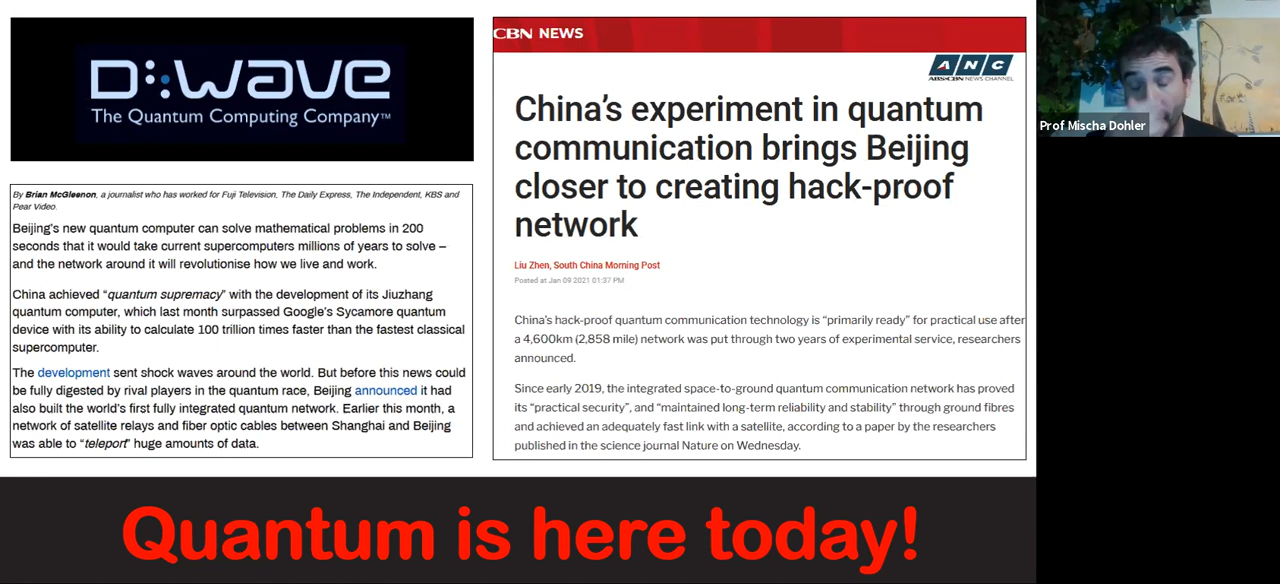 D:wave
The Quantum Computing Company™
By Brian McGleenon, a journalist who has worked for Fuji Television, The Daily Express, The Independent, KBS and
Pear Video.
Beijing's new quantum computer can solve mathematical problems in 200
seconds that it would take current supercomputers millions of years to solve –
and the network around it will revolutionise how we live and work.
China achieved "quantum supremacy" with the development of its Jiuzhang
quantum computer, which last month surpassed Google's Sycamore quantum
device with its ability to calculate 100 trillion times faster than the fastest classical
supercomputer.
The development sent shock waves around the world. But before this news could
be fully digested by rival players in the quantum race, Beijing announced it had
also built the world's first fully integrated quantum network. Earlier this month, a
network of satellite relays and fiber optic cables between Shanghai and Beijing
was able to "teleport" huge amounts of data.
CBN NEWS
ANC
ABS-CBN NEWS CHANNEL
China's experiment in quantum
communication brings Beijing
closer to creating hack-proof
network
Liu Zhen, South China Morning Post
Posted at Jan 09 2021 01:37 PM
China's hack-proof quantum communication technology is "primarily ready" for practical use after
a 4,600km (2,858 mile) network was put through two years of experimental service, researchers
announced.
Since early 2019, the integrated space-to-ground quantum communication network has proved
its "practical security", and "maintained long-term reliability and stability" through ground fibres
and achieved an adequately fast link with a satellite, according to a paper by the researchers
published in the science journal Nature on Wednesday.
Prof Mischa Dohler
Quantum is here today!